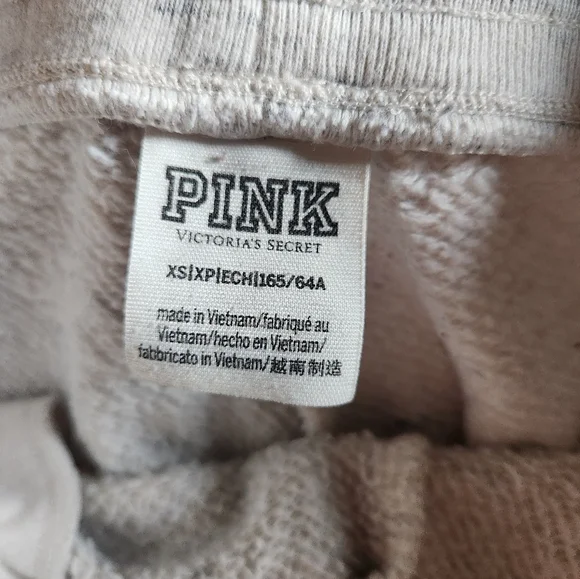 PINK
VICTORIA'S SECRET
XS|XP|ECH|165/64A
made in Vietnam/fabriqué au
Vietnam/hecho en Vietnam/
fabbricato in Vietnam/越南制造